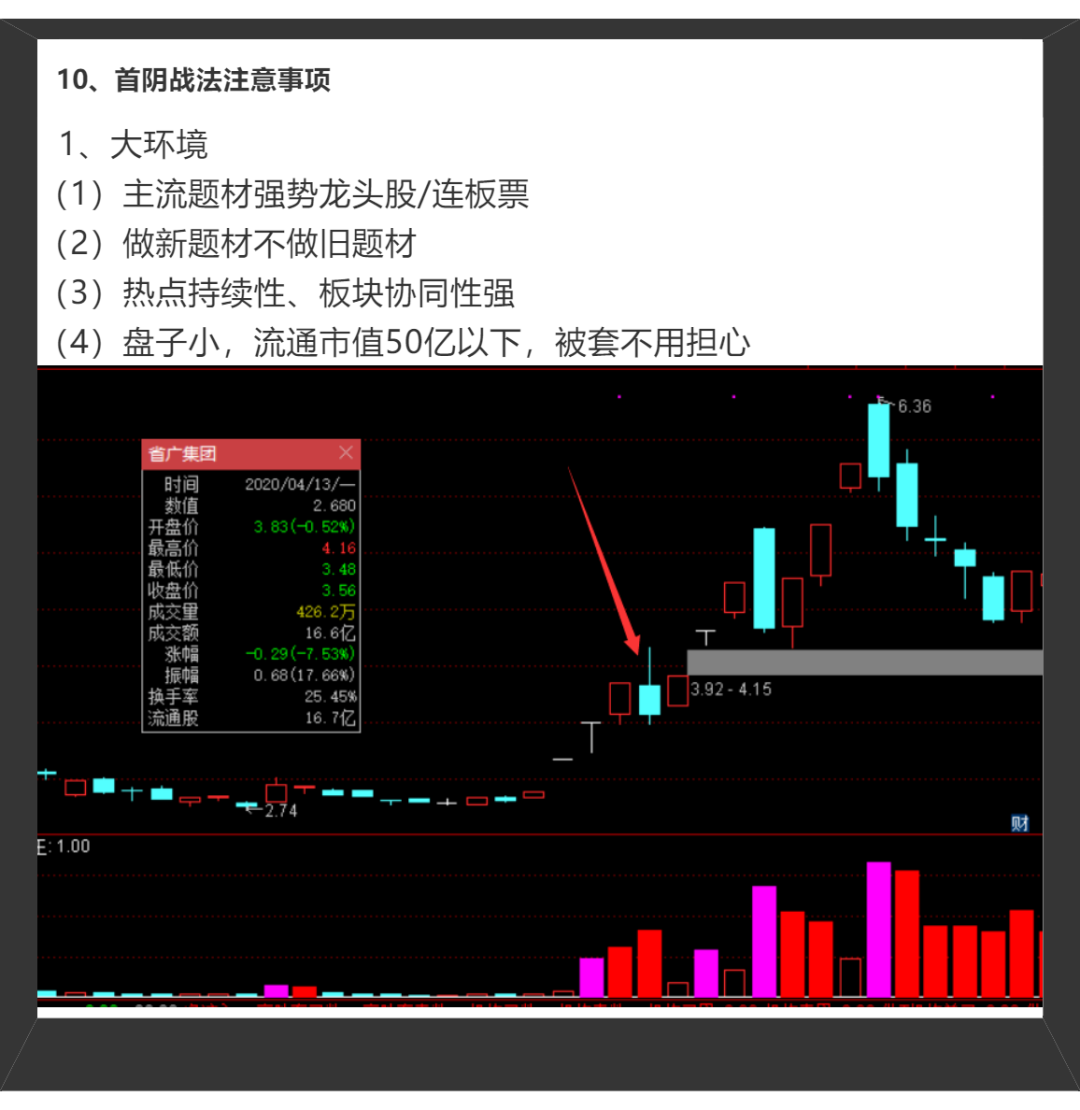 10、首阴战法注意事项
1、大环境
（1）主流题材强势龙头股/连板票
（2）做新题材不做旧题材
（3）热点持续性、板块协同性强
（4）盘子小，流通市值50亿以下，被套不用担心
6.36
省广集团
时间 2020/04/13/一
数值 2.680
开盘价 3.83(-0.52%)
最高价 4.16
最低价 3.48
收盘价 3.56
成交量 426.2万
成交额 16.6亿
涨幅 -0.29(-7.53%)
振幅 0.68(17.66%)
换手率 25.45%
流通股 16.7亿
3.92-4.15
2.74
财
: 1.00